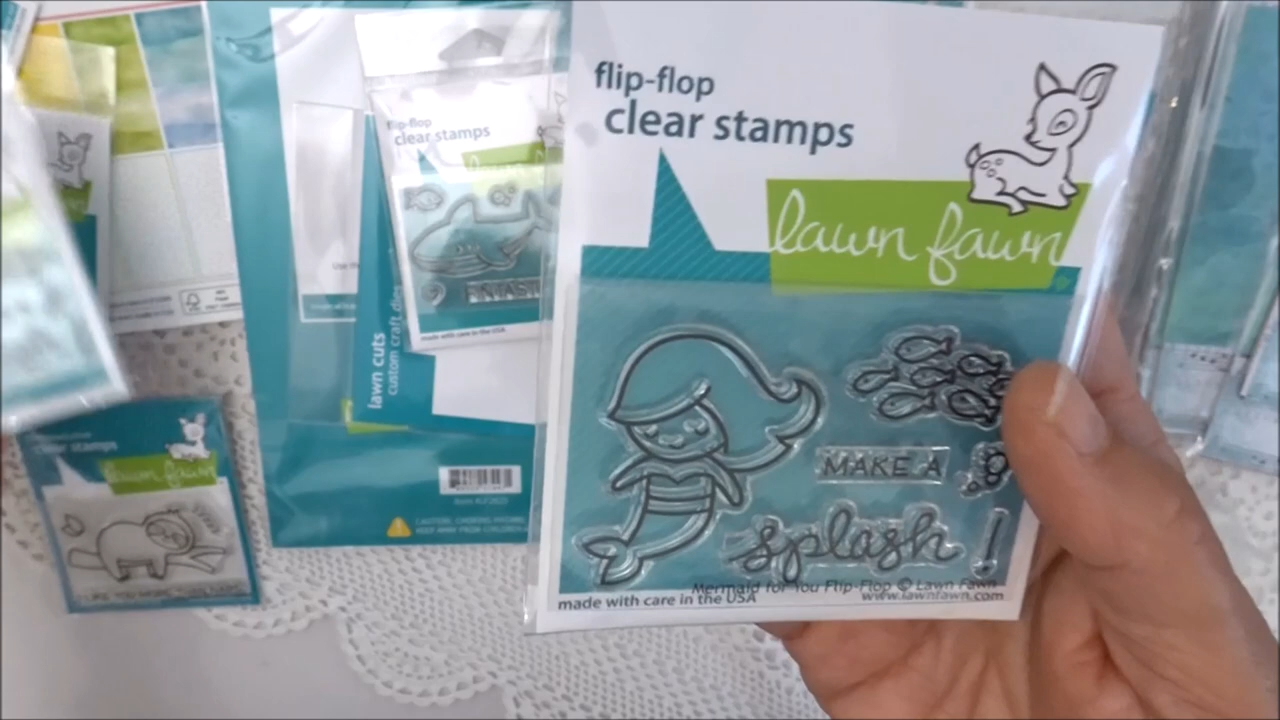 flip-flop
clear stamps
lawn fawn
MAKE A
splash!
Mermaid for You Flip-Flop © Lawn Fawn
made with care in the USA
www.lawnfawn.com
flip-flop
clear stamps
made with care in the USA
lawn cuts
custom craft dies
Use th
clear stamps
lawn fawn